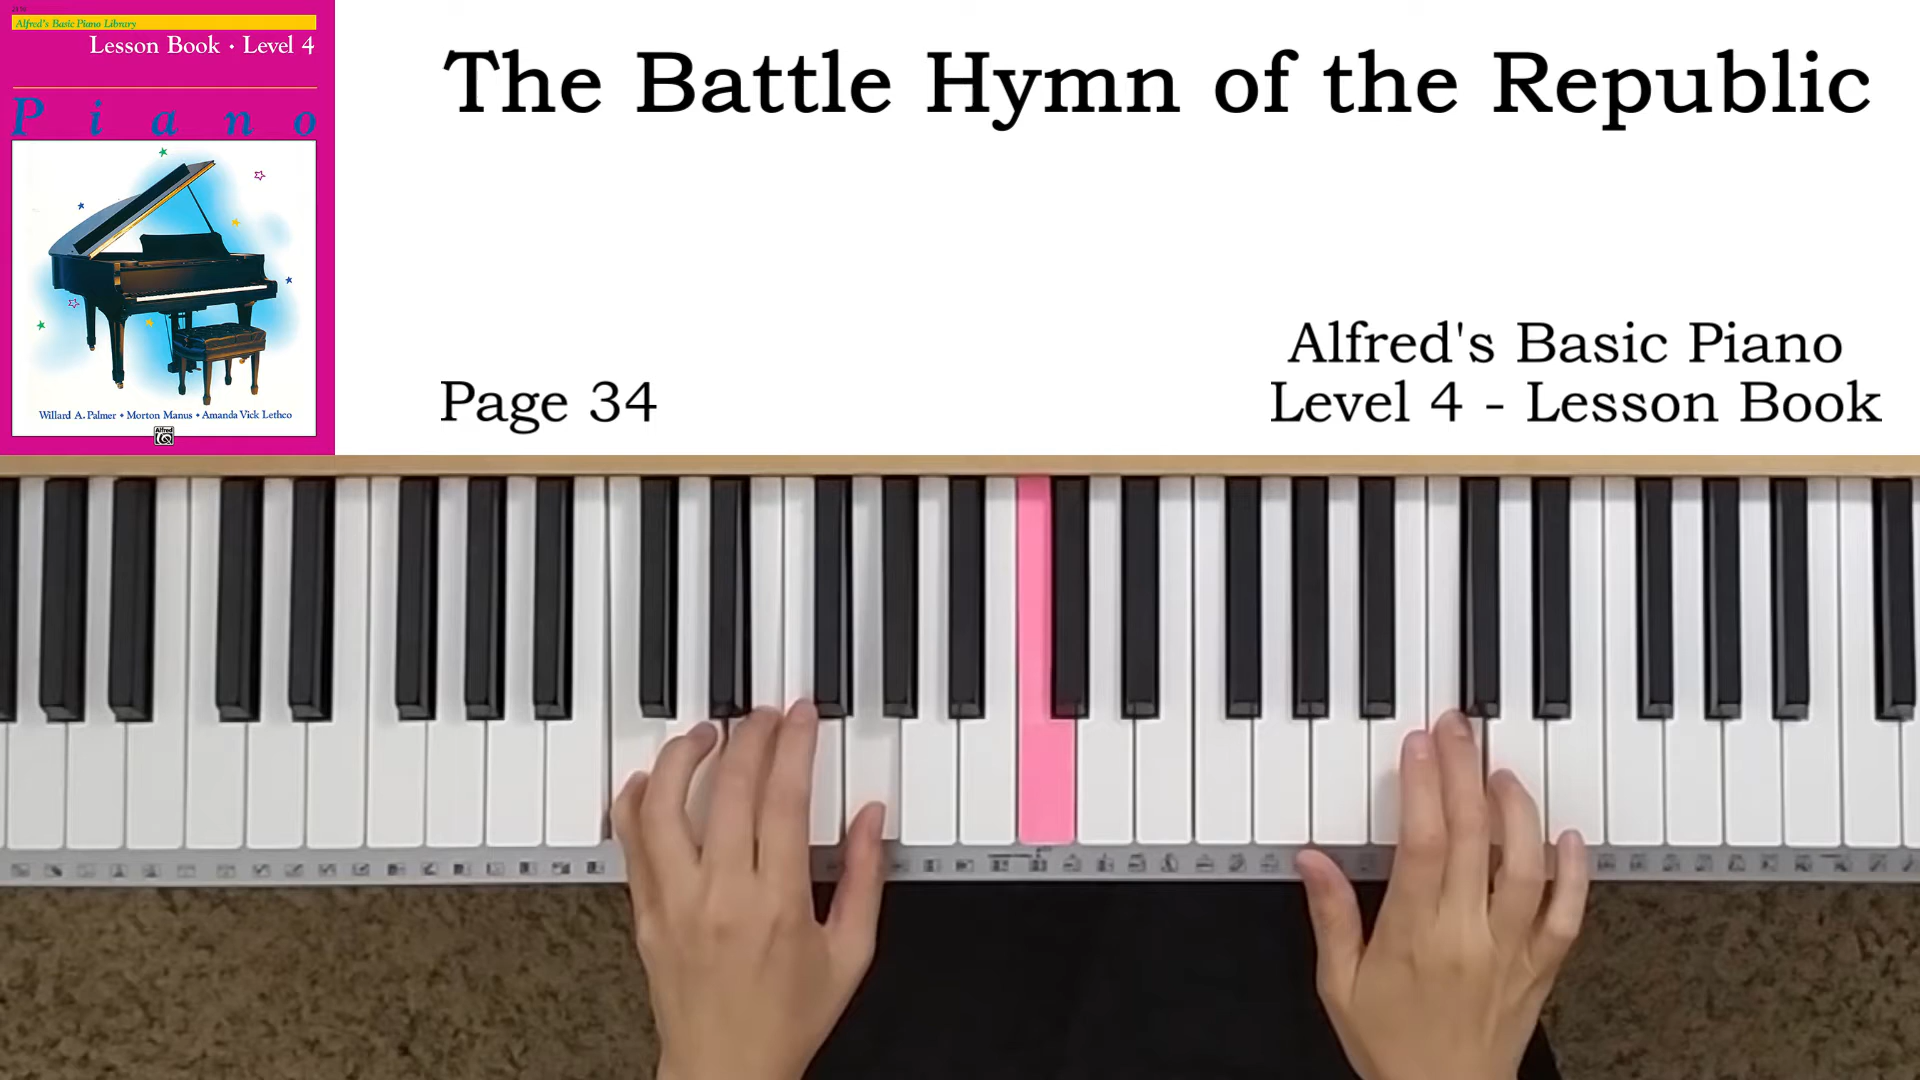 Alfred's Basic Piano Library
Lesson Book • Level 4
Piano
Willard A. Palmer • Morton Manus • Amanda Vick Lethco
Alfred
The Battle Hymn of the Republic
Alfred's Basic Piano
Page 34
Level 4 - Lesson Book